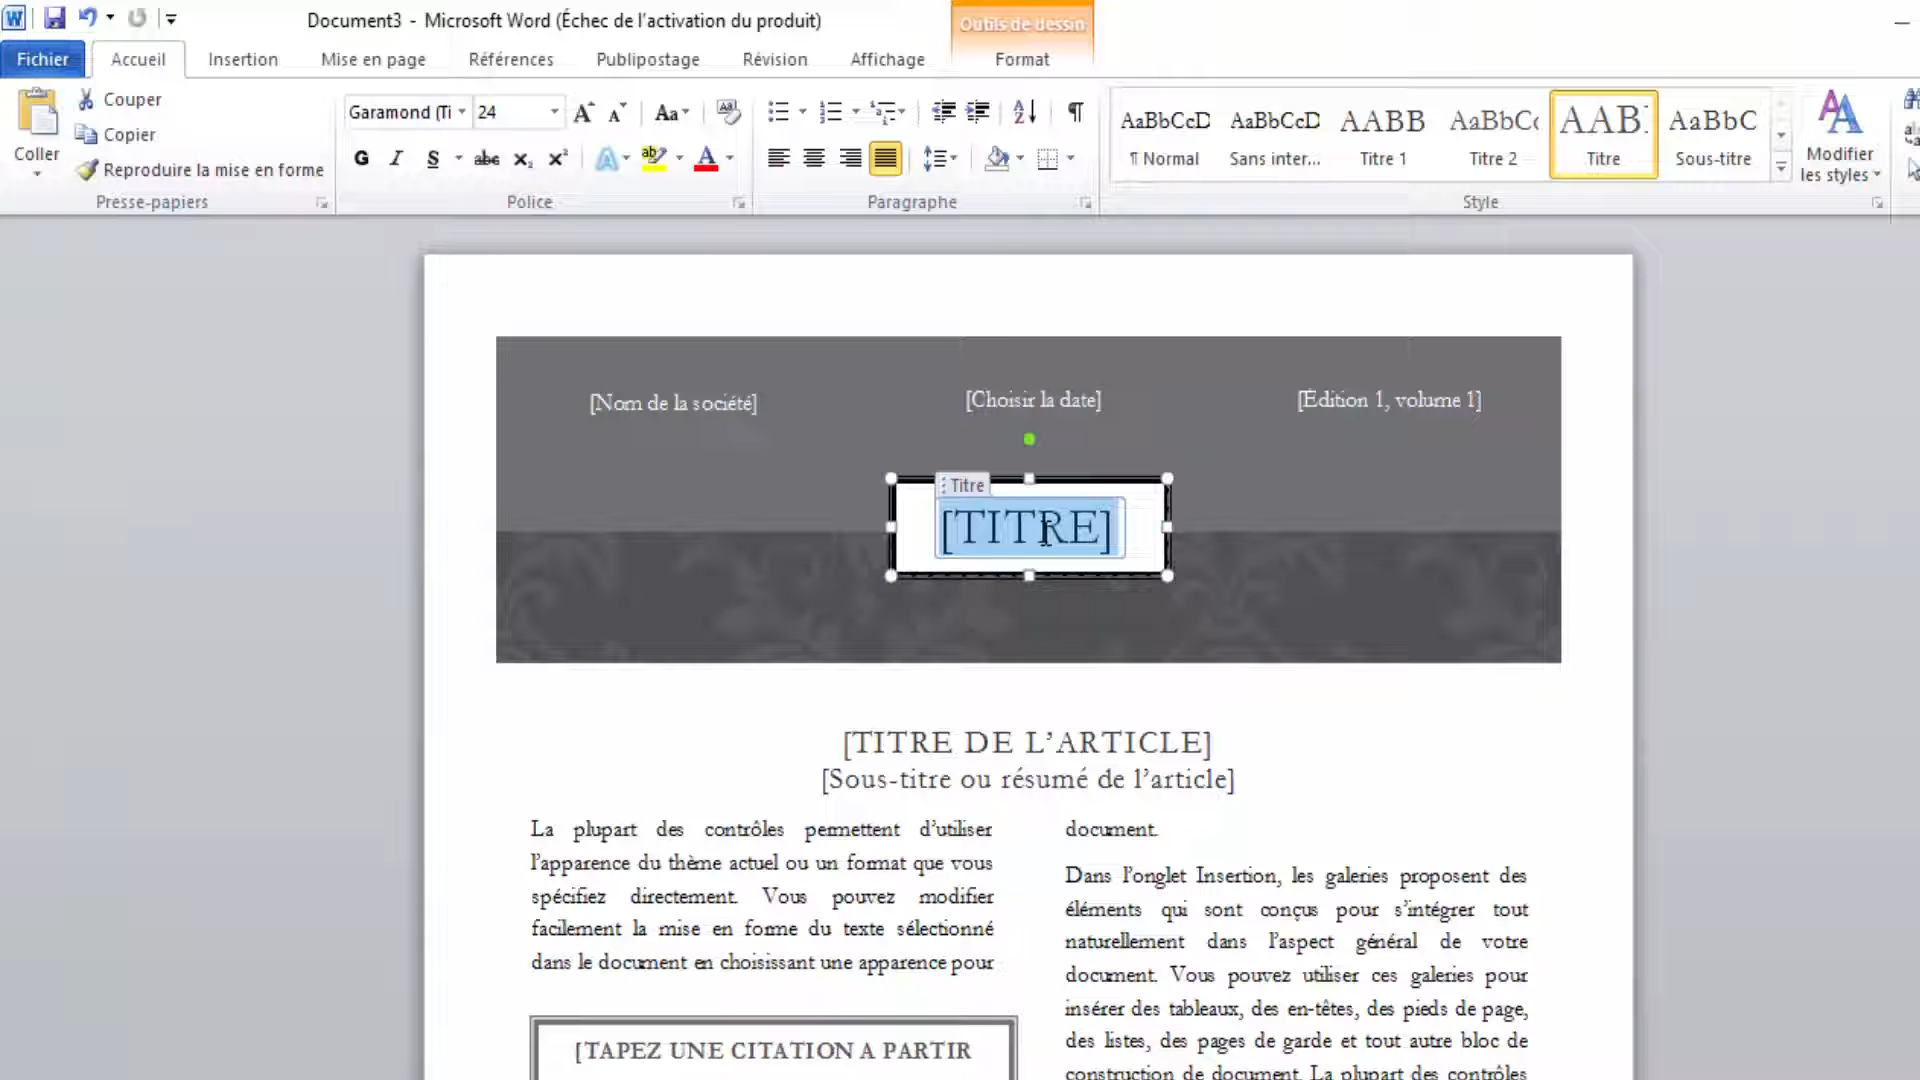 Document3 - Microsoft Word (Échec de l'activation du produit)
Outils de dessin
Fichier
Accueil
Insertion
Mise en page
Références
Publipostage
Révision
Affichage
Format
Coller
Couper
Copier
Reproduire la mise en forme
Presse-papiers
Garamond (Ti
24
Aa
G I S abc x₂ x²
Police
Paragraphe
AaBbCcD
¶ Normal
AaBbCcD
Sans inter...
AABB
Titre 1
AaBbCc
Titre 2
AAB
Titre
AaBbC
Sous-titre
Modifier
les styles
Style
[Nom de la société]
[Choisir la date]
[Édition 1, volume 1]
Titre
[TITRE]
[TITRE DE L'ARTICLE]
[Sous-titre ou résumé de l'article]
La plupart des contrôles permettent d'utiliser
l'apparence du thème actuel ou un format que vous
spécifiez directement. Vous pouvez modifier
facilement la mise en forme du texte sélectionné
dans le document en choisissant une apparence pour
[TAPEZ UNE CITATION A PARTIR
document.
Dans l'onglet Insertion, les galeries proposent des
éléments qui sont conçus pour s'intégrer tout
naturellement dans l'aspect général de votre
document. Vous pouvez utiliser ces galeries pour
insérer des tableaux, des en-têtes, des pieds de page,
des listes, des pages de garde et tout autre bloc de
construction de document. La plupart des contrôles